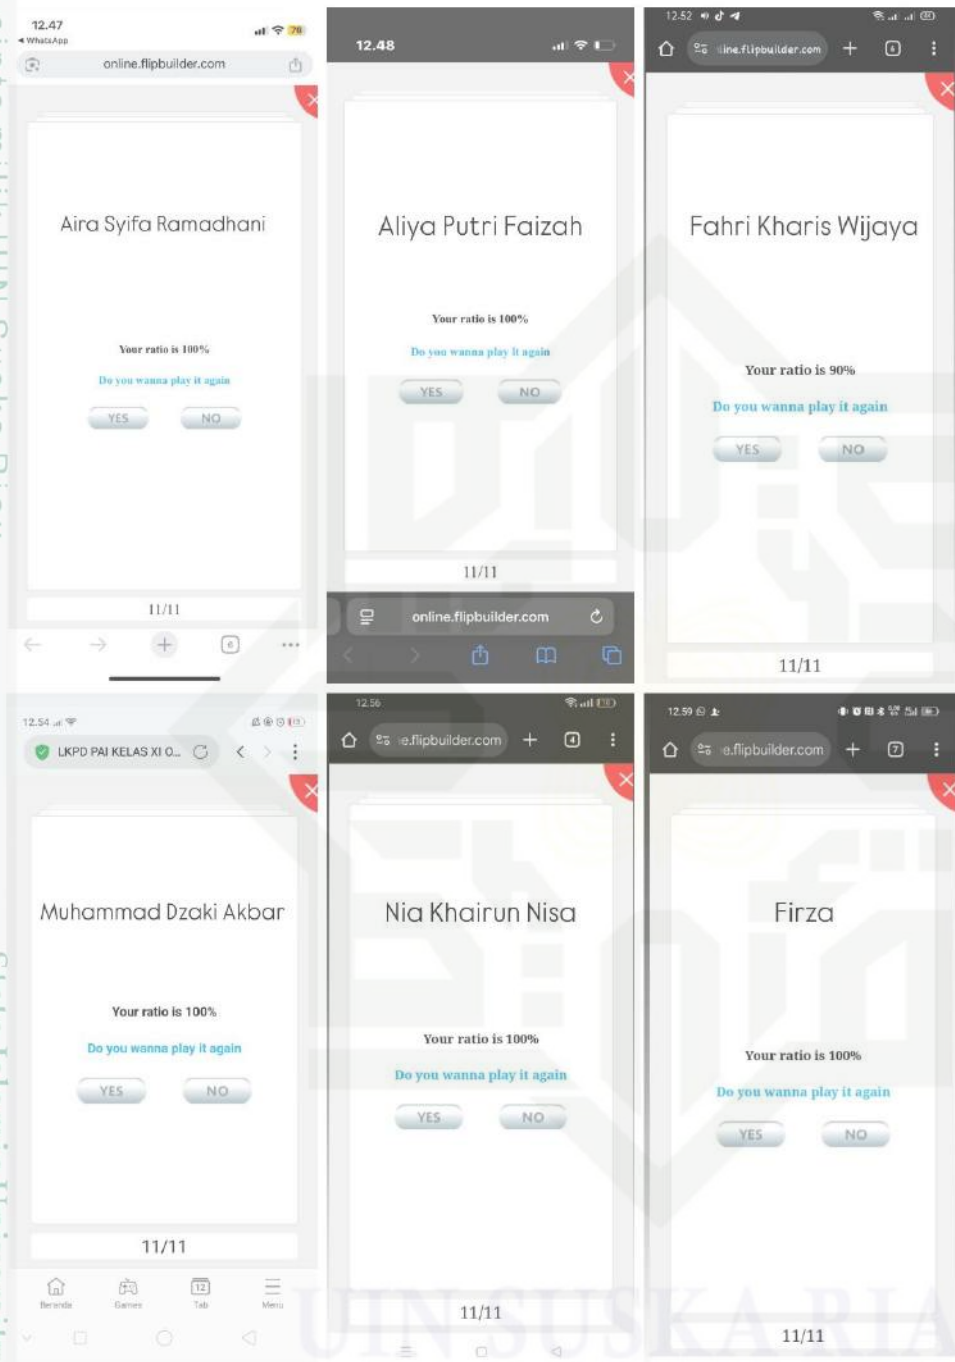 12.47
WhatsApp
78
online.flipbuilder.com
Aira Syifa Ramadhani
Your ratio is 100%
Do you wanna play it again
YES NO
11/11
6
12.48
Aliya Putri Faizah
Your ratio is 100%
Do you wanna play it again
YES NO
11/11
online.flipbuilder.com
12.52
ine.flipbuilder.com
6
Fahri Kharis Wijaya
Your ratio is 90%
Do you wanna play it again
YES NO
11/11
12.54
LKPD PAI KELAS XI O...
Muhammad Dzaki Akbar
Your ratio is 100%
Do you wanna play it again
YES NO
11/11
12
Beranda Games Tab Menu
12.56
e.flipbuilder.com
4
Nia Khairun Nisa
Your ratio is 100%
Do you wanna play it again
YES NO
11/11
12.59
e.flipbuilder.com
7
Firza
Your ratio is 100%
Do you wanna play it again
YES NO
11/11
UIN SUSKA RIA